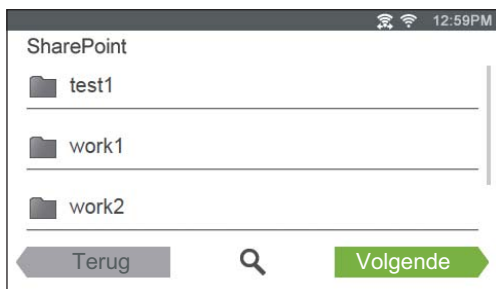 12:59PM
SharePoint
test1
work1
work2
Terug
Volgende